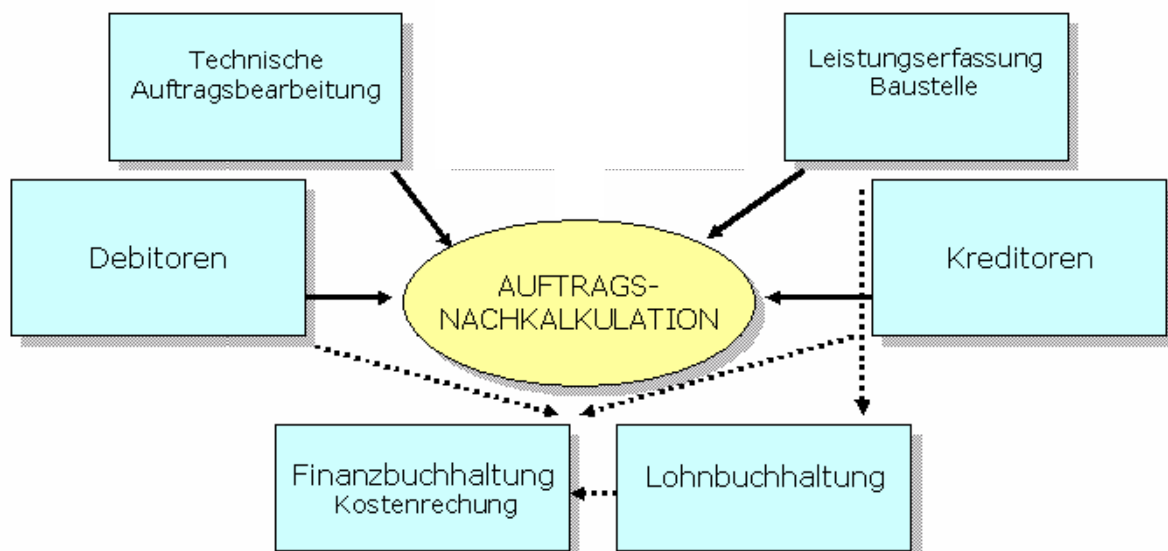 Technische
Auftragsbearbeitung
Leistungserfassung
Baustelle
Debitoren
AUFTRAGS-
NACHKALKULATION
Kreditoren
Finanzbuchhaltung
Kostenrechung
Lohnbuchhaltung